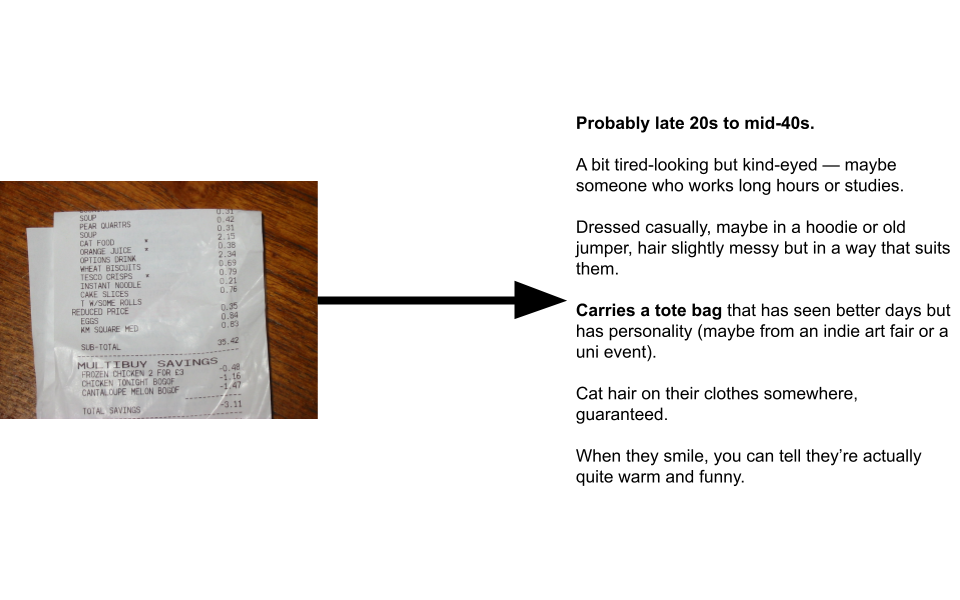 SOUP 0.31
PEAR QUARTRS 0.42
SOUP 0.31
CAT FOOD * 2.15
ORANGE JUICE * 0.38
OPTIONS DRINK 2.34
WHEAT BISCUITS 0.69
TESCO CRISPS * 0.79
INSTANT NOODLE 0.21
CAKE SLICES 0.76
T W/SOME ROLLS
REDUCED PRICE 0.35
EGGS 0.84
KM SQUARE MED 0.83
SUB-TOTAL 35.42
MULTIBUY SAVINGS
FROZEN CHICKEN 2 FOR £3 -0.48
CHICKEN TONIGHT BOGOF -1.16
CANTALOUPE MELON BOGOF -1.47
TOTAL SAVINGS -3.11
Probably late 20s to mid-40s.
A bit tired-looking but kind-eyed — maybe
someone who works long hours or studies.
Dressed casually, maybe in a hoodie or old
jumper, hair slightly messy but in a way that suits
them.
Carries a tote bag that has seen better days but
has personality (maybe from an indie art fair or a
uni event).
Cat hair on their clothes somewhere,
guaranteed.
When they smile, you can tell they're actually
quite warm and funny.